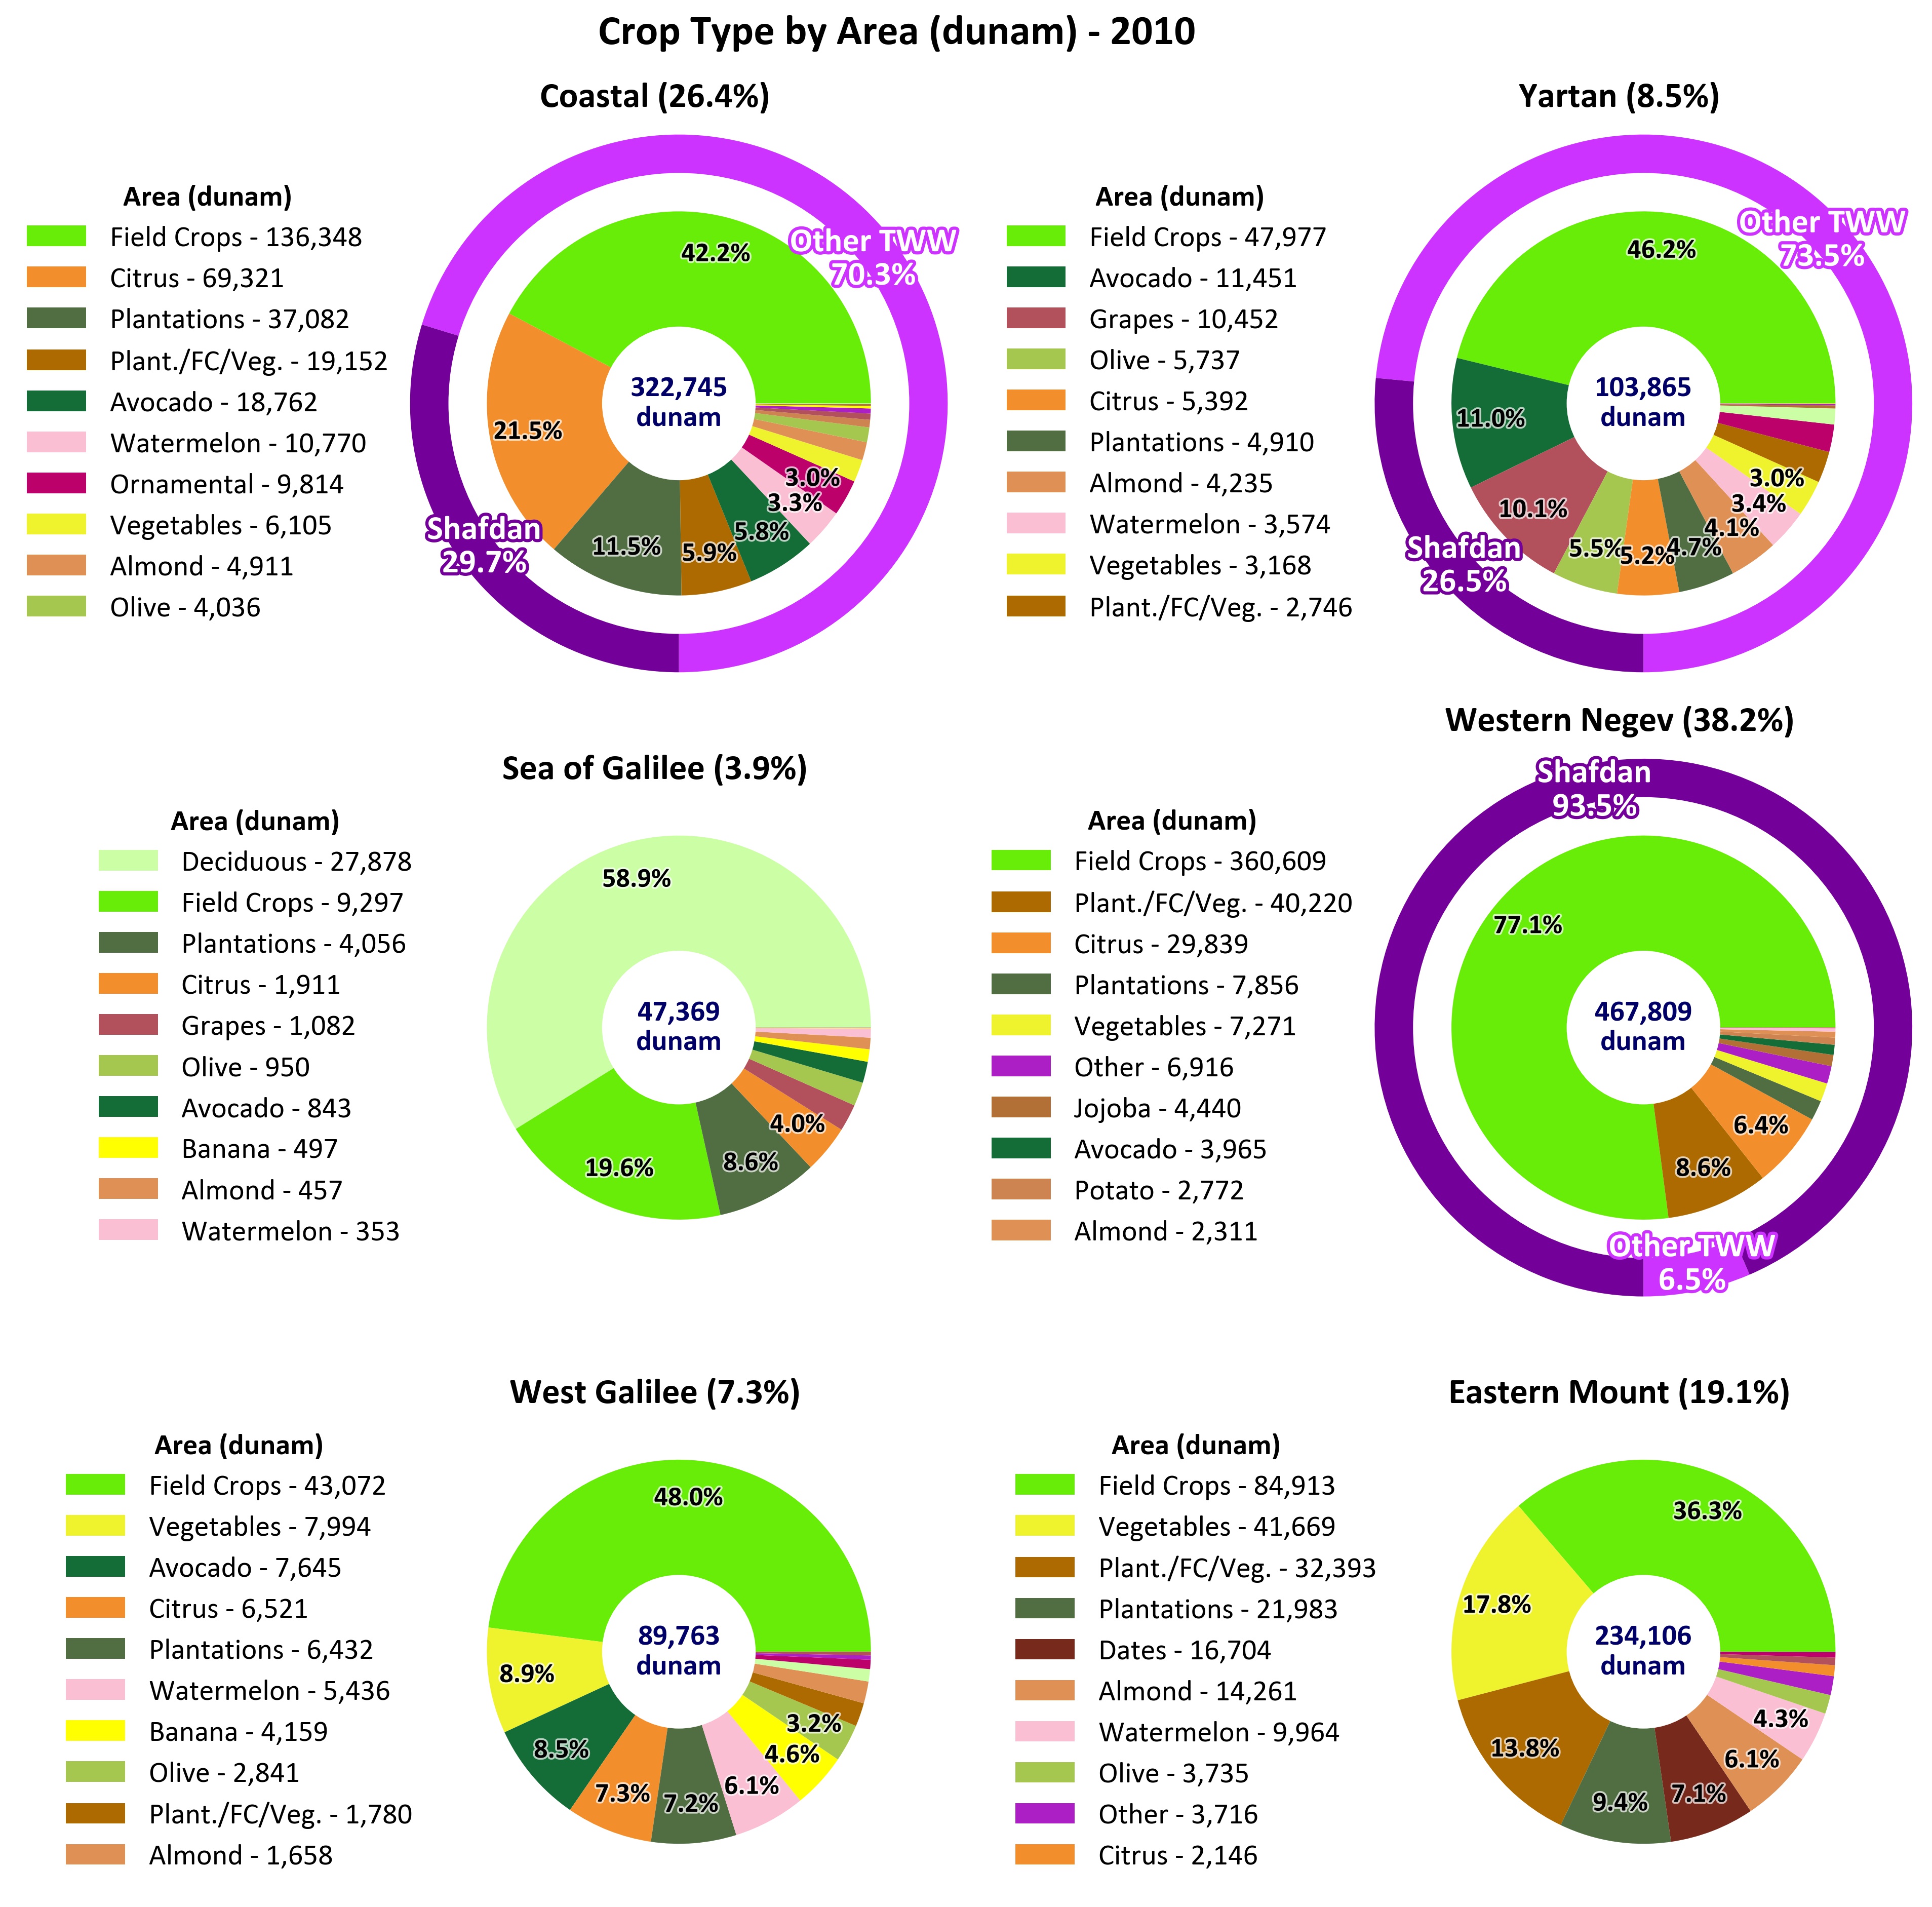 Crop Type by Area (dunam) - 2010
Coastal (26.4%)
Area (dunam)
Field Crops - 136,348
Citrus - 69,321
Plantations - 37,082
Plant./FC/Veg. - 19,152
Avocado - 18,762
Watermelon - 10,770
Ornamental - 9,814
Vegetables - 6,105
Almond - 4,911
Olive - 4,036
Other TWW
70.3%
Shafdan
29.7%
42.2%
21.5%
11.5%
5.9%
5.8%
3.3%
3.0%
322,745
dunam
Yartan (8.5%)
Area (dunam)
Field Crops - 47,977
Avocado - 11,451
Grapes - 10,452
Olive - 5,737
Citrus - 5,392
Plantations - 4,910
Almond - 4,235
Watermelon - 3,574
Vegetables - 3,168
Plant./FC/Veg. - 2,746
Other TWW
73.5%
Shafdan
26.5%
46.2%
11.0%
10.1%
5.5%
5.2%
4.7%
4.1%
3.4%
3.0%
103,865
dunam
Sea of Galilee (3.9%)
Area (dunam)
Deciduous - 27,878
Field Crops - 9,297
Plantations - 4,056
Citrus - 1,911
Grapes - 1,082
Olive - 950
Avocado - 843
Banana - 497
Almond - 457
Watermelon - 353
58.9%
19.6%
8.6%
4.0%
47,369
dunam
Western Negev (38.2%)
Area (dunam)
Field Crops - 360,609
Plant./FC/Veg. - 40,220
Citrus - 29,839
Plantations - 7,856
Vegetables - 7,271
Other - 6,916
Jojoba - 4,440
Avocado - 3,965
Potato - 2,772
Almond - 2,311
Shafdan
93.5%
Other TWW
6.5%
77.1%
8.6%
6.4%
467,809
dunam
West Galilee (7.3%)
Area (dunam)
Field Crops - 43,072
Vegetables - 7,994
Avocado - 7,645
Citrus - 6,521
Plantations - 6,432
Watermelon - 5,436
Banana - 4,159
Olive - 2,841
Plant./FC/Veg. - 1,780
Almond - 1,658
48.0%
8.9%
8.5%
7.3%
7.2%
6.1%
4.6%
3.2%
89,763
dunam
Eastern Mount (19.1%)
Area (dunam)
Field Crops - 84,913
Vegetables - 41,669
Plant./FC/Veg. - 32,393
Plantations - 21,983
Dates - 16,704
Almond - 14,261
Watermelon - 9,964
Olive - 3,735
Other - 3,716
Citrus - 2,146
36.3%
17.8%
13.8%
9.4%
7.1%
6.1%
4.3%
234,106
dunam